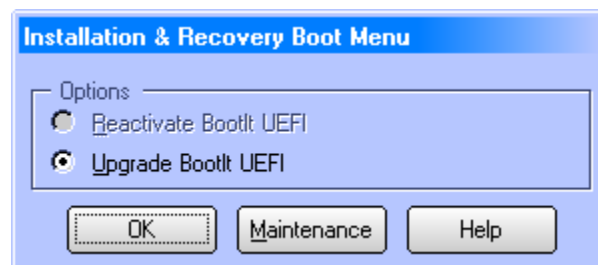 Installation & Recovery Boot Menu
Options
Reactivate BootIt UEFI
Upgrade BootIt UEFI
OK Maintenance Help